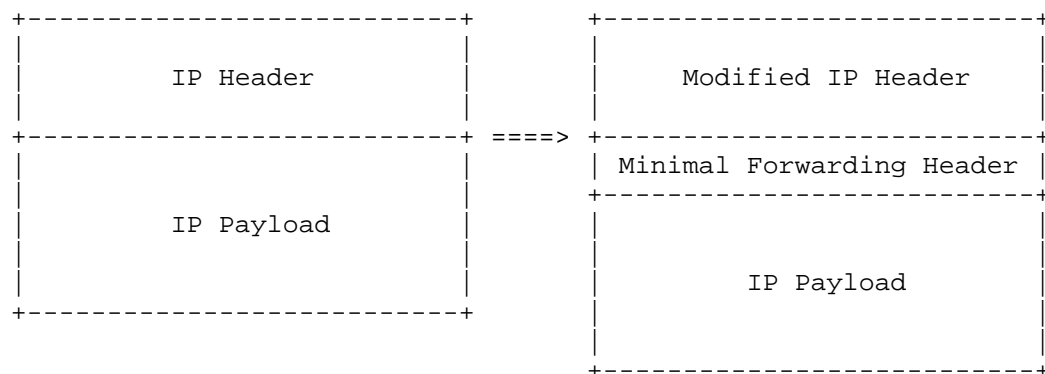 IP Header
Modified IP Header
====>
Minimal Forwarding Header
IP Payload
IP Payload